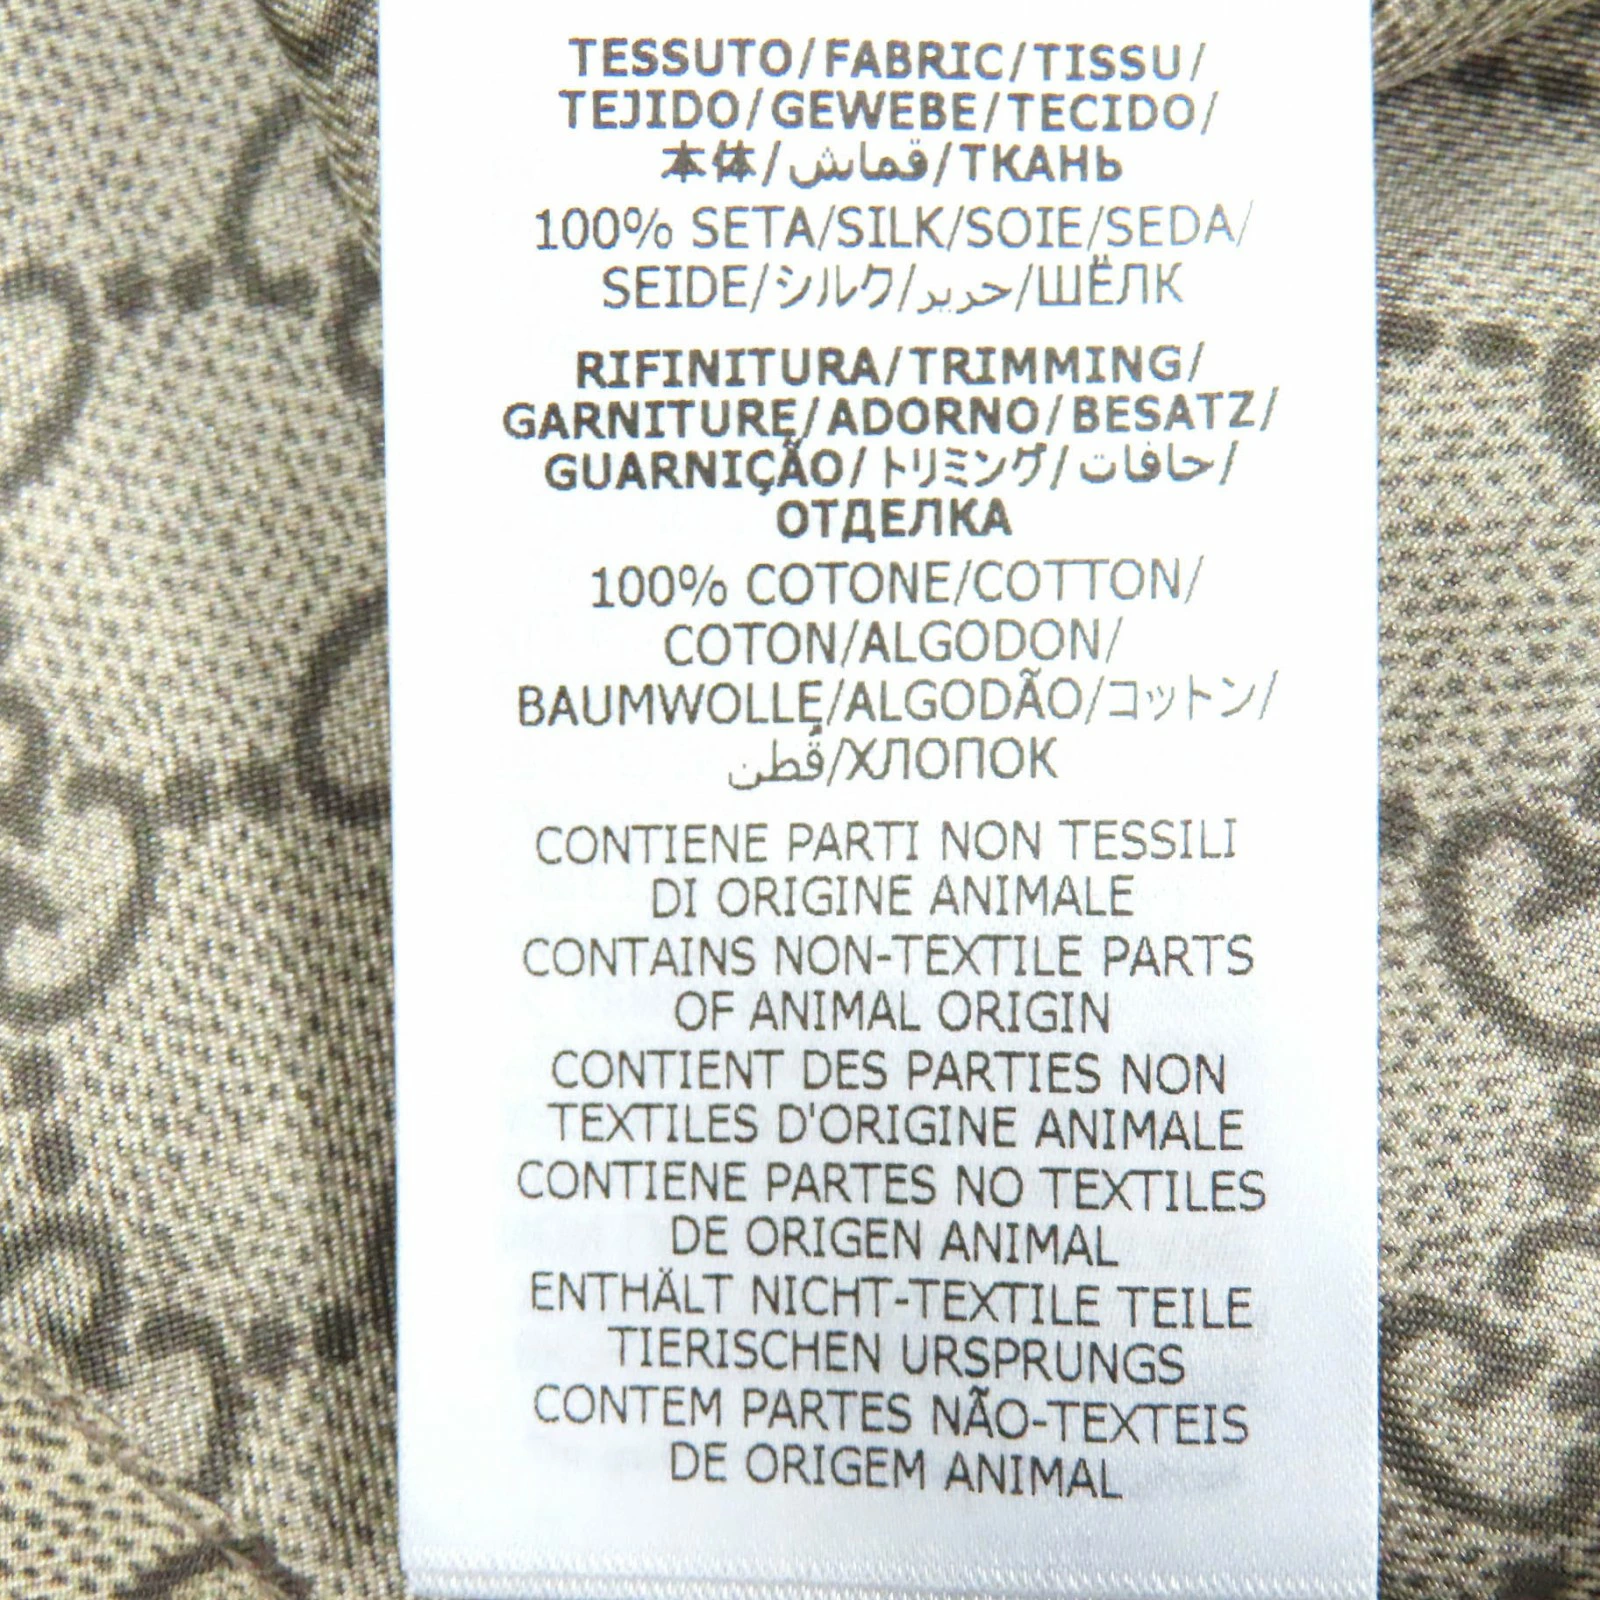 TESSUTO/FABRIC/TISSU/
TEJIDO/GEWEBE/TECIDO/
本体/قماش/ТКАНЬ
100% SETA/SILK/SOIE/SEDA/
SEIDE/シルク/حرير/ШЁЛК
RIFINITURA/TRIMMING/
GARNITURE/ADORNO/BESATZ/
GUARNIÇÃO/トリミング/حافات/
ОТДЕЛКА
100% COTONE/COTTON/
COTON/ALGODON/
BAUMWOLLE/ALGODÃO/コットン/
قُطن/ХЛОПОК
CONTIENE PARTI NON TESSILI
DI ORIGINE ANIMALE
CONTAINS NON-TEXTILE PARTS
OF ANIMAL ORIGIN
CONTIENT DES PARTIES NON
TEXTILES D'ORIGINE ANIMALE
CONTIENE PARTES NO TEXTILES
DE ORIGEN ANIMAL
ENTHÄLT NICHT-TEXTILE TEILE
TIERISCHEN URSPRUNGS
CONTEM PARTES NÃO-TEXTEIS
DE ORIGEM ANIMAL